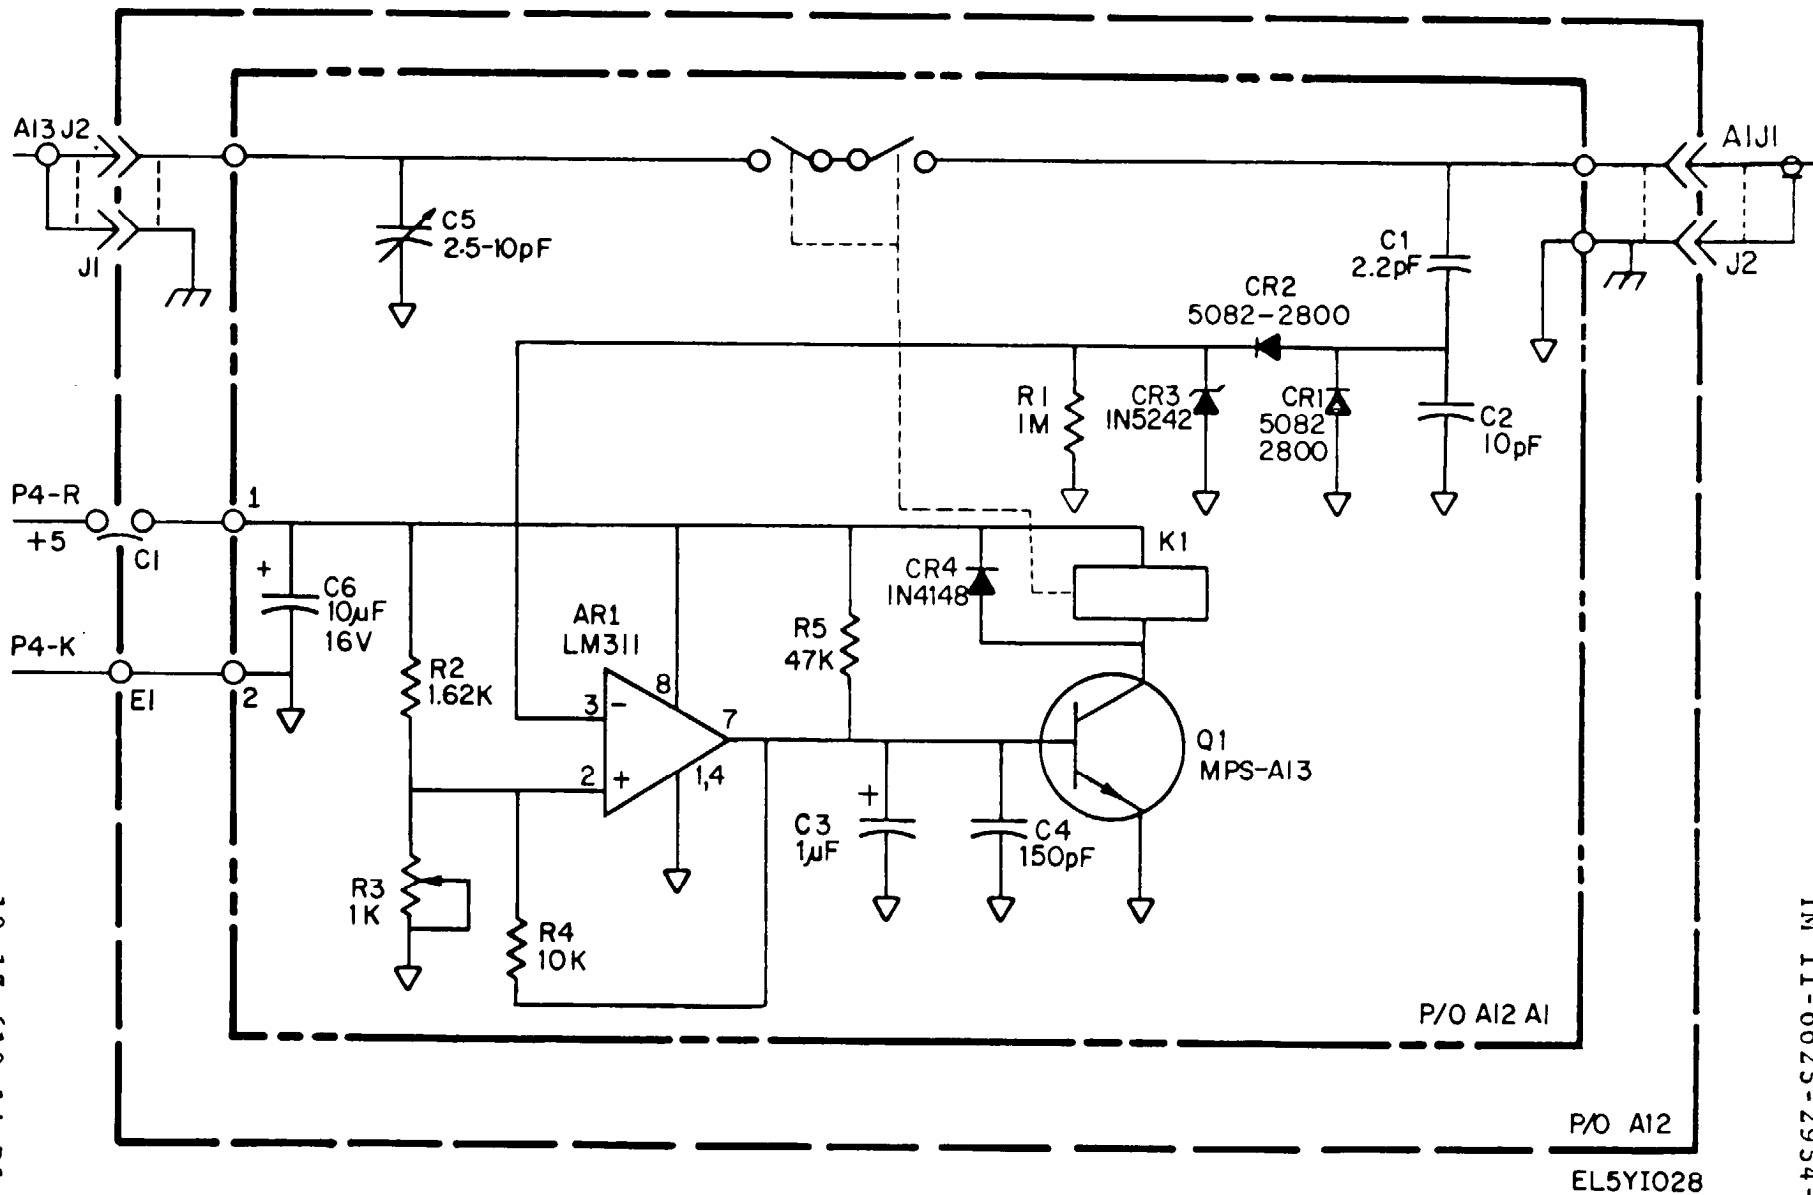 A13 J2
J1
A1J1
J2
C5
2.5-10pF
C1
2.2pF
CR2
5082-2800
R1
1M
CR3
1N5242
CR1
5082
2800
C2
10pF
P4-R
+5
C1
1
K1
+
C6
10µF
16V
CR4
1N4148
AR1
LM311
R5
47K
P4-K
E1
2
R2
1.62K
8
3
-
7
2
+
1,4
Q1
MPS-A13
+
C3
1µF
C4
150pF
R3
1K
R4
10K
P/O A12 A1
P/O A12
EL5YI028